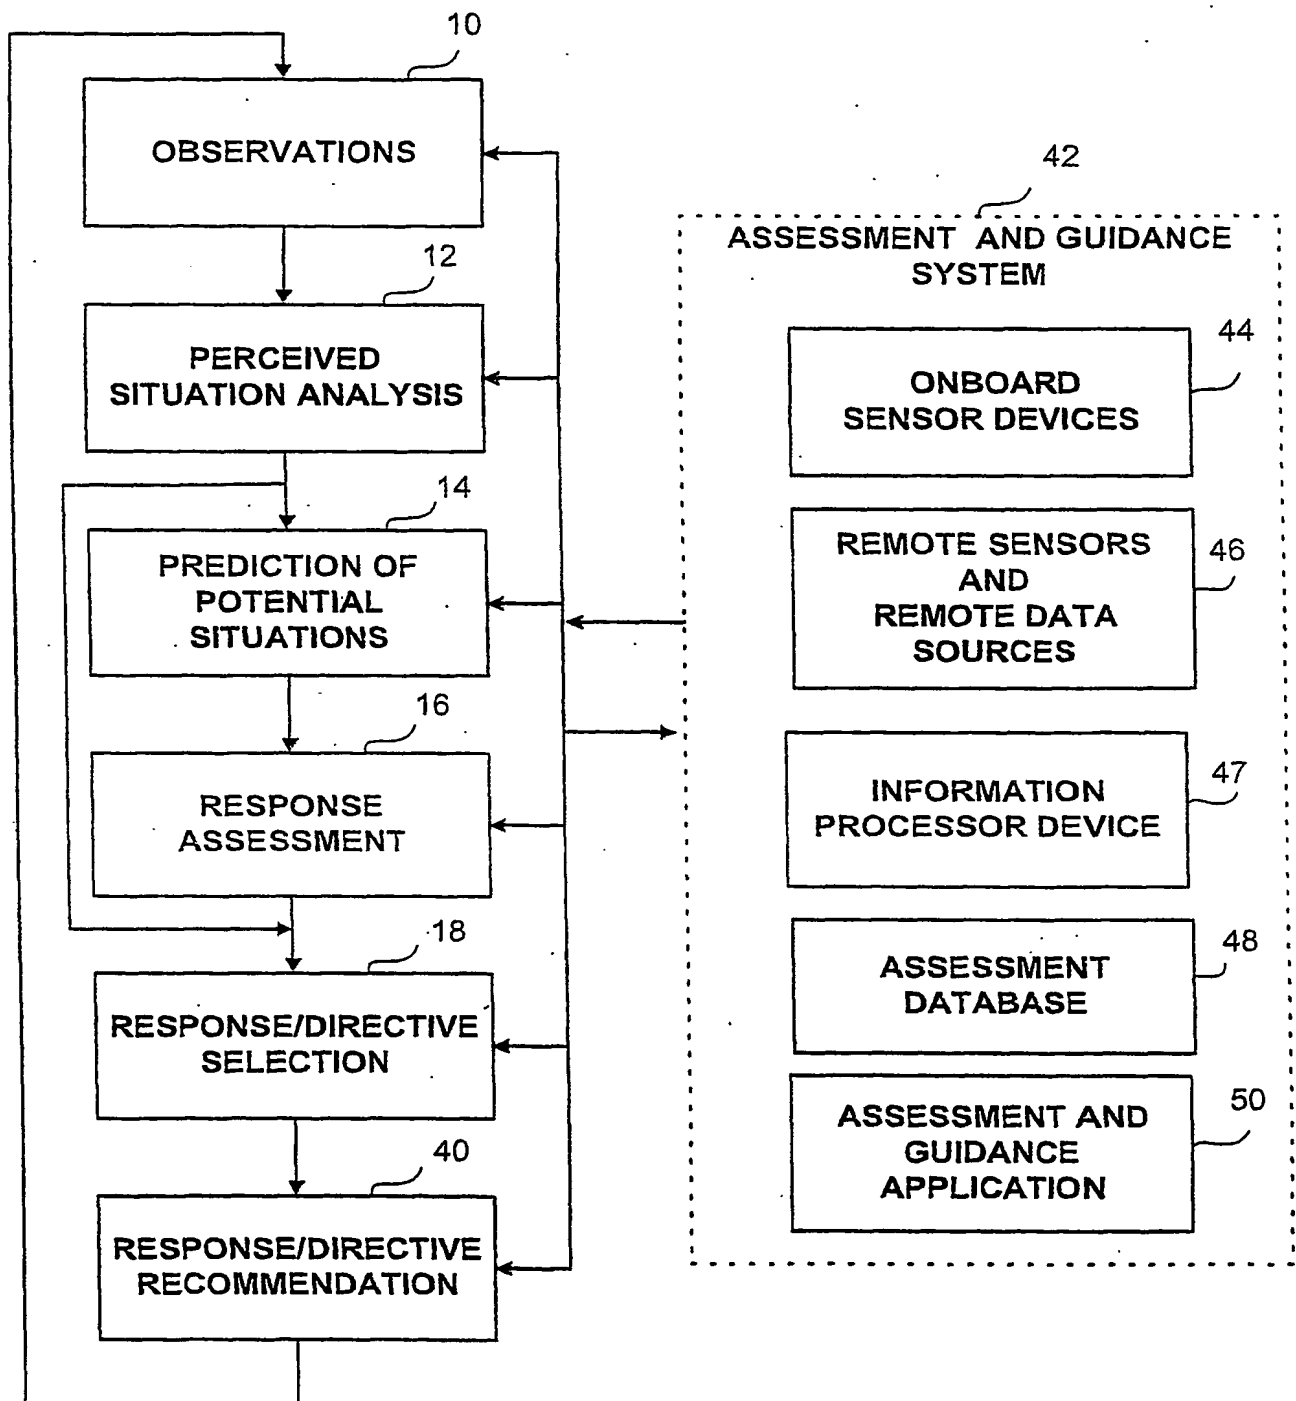 10
OBSERVATIONS
12
PERCEIVED
SITUATION ANALYSIS
14
PREDICTION OF
POTENTIAL
SITUATIONS
16
RESPONSE
ASSESSMENT
18
RESPONSE/DIRECTIVE
SELECTION
40
RESPONSE/DIRECTIVE
RECOMMENDATION
42
ASSESSMENT AND GUIDANCE
SYSTEM
44
ONBOARD
SENSOR DEVICES
REMOTE SENSORS
AND
REMOTE DATA
SOURCES
46
INFORMATION
PROCESSOR DEVICE
47
ASSESSMENT
DATABASE
48
ASSESSMENT AND
GUIDANCE
APPLICATION
50